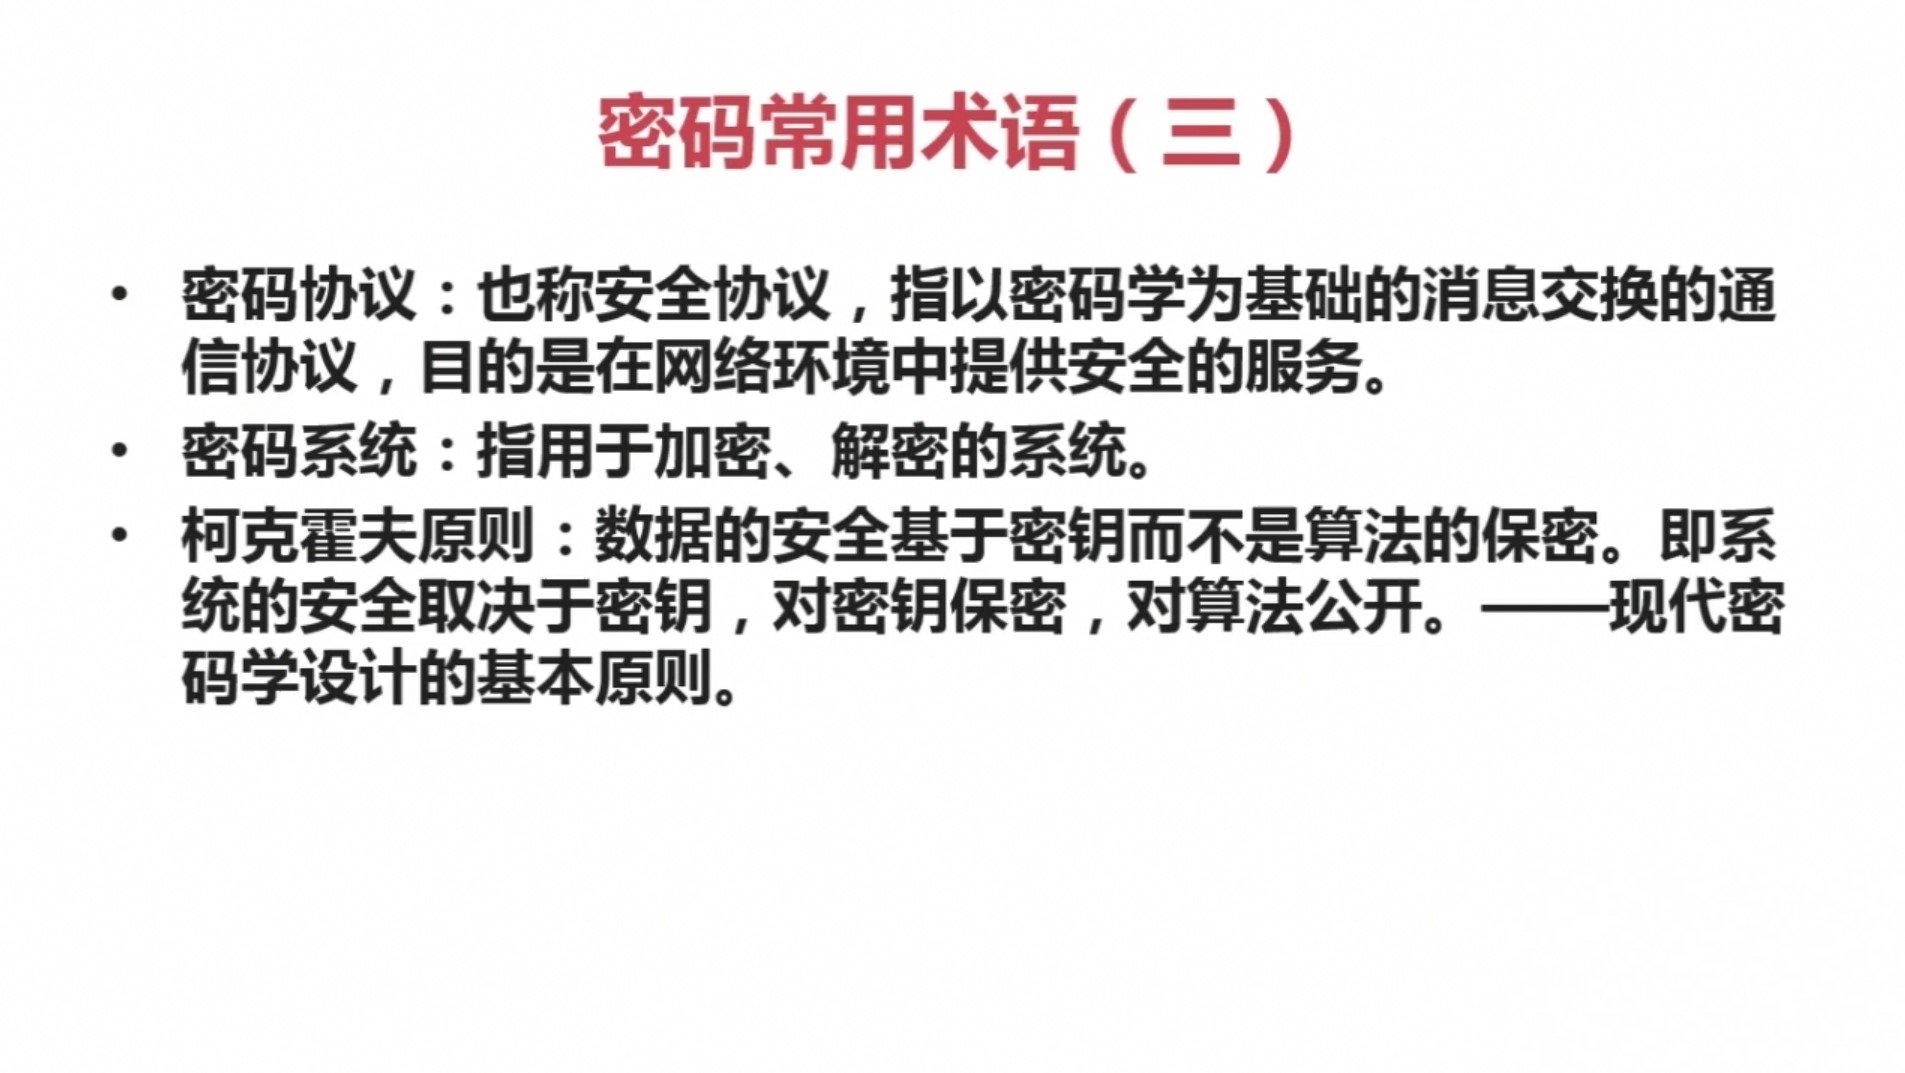 密码常用术语（三）
• 密码协议：也称安全协议，指以密码学为基础的消息交换的通
信协议，目的是在网络环境中提供安全的服务。
• 密码系统：指用于加密、解密的系统。
• 柯克霍夫原则：数据的安全基于密钥而不是算法的保密。即系
统的安全取决于密钥，对密钥保密，对算法公开。——现代密
码学设计的基本原则。